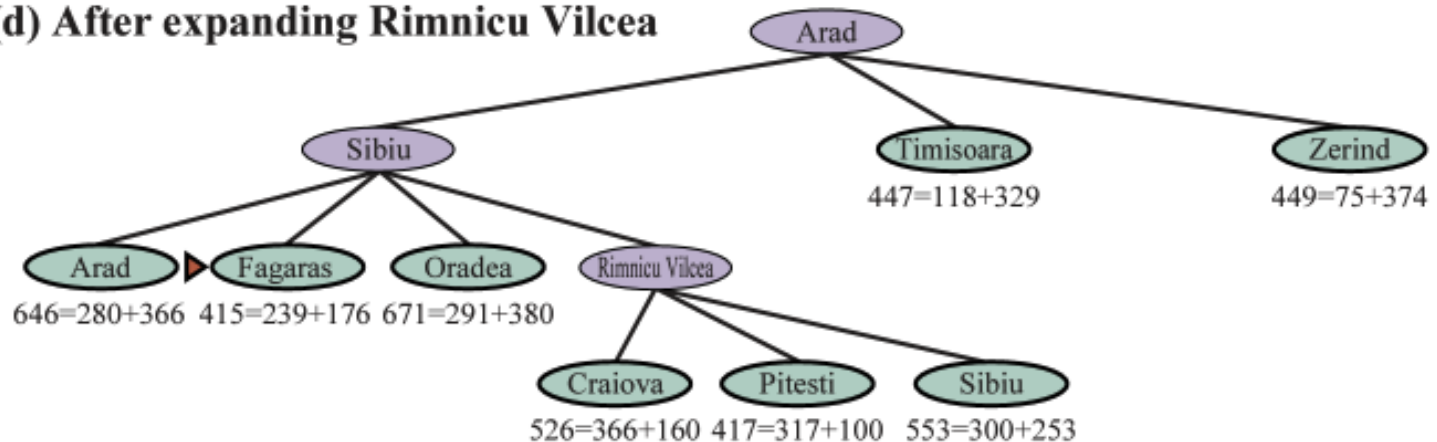 (d) After expanding Rimnicu Vilcea
Arad
Sibiu
Timisoara
Zerind
447=118+329
449=75+374
Arad
Fagaras
Oradea
Rimnicu Vilcea
646=280+366
415=239+176
671=291+380
Craiova
Pitesti
Sibiu
526=366+160
417=317+100
553=300+253